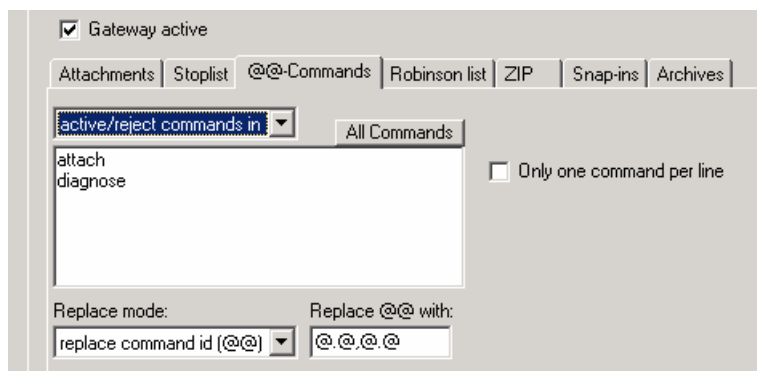 Gateway active
Attachments Stoplist @@-Commands Robinson list ZIP Snap-ins Archives
active/reject commands in All Commands
attach
diagnose
Only one command per line
Replace mode: Replace @@ with:
replace command id (@@) @.@,@.@